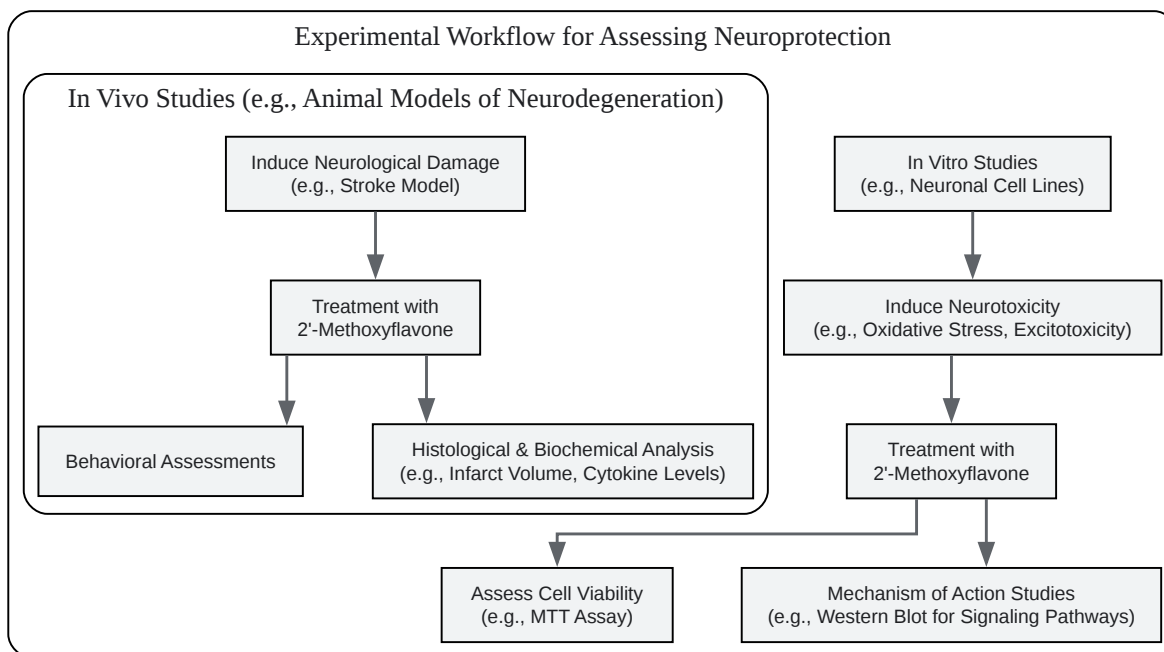 Experimental Workflow for Assessing Neuroprotection
In Vivo Studies (e.g., Animal Models of Neurodegeneration)
Induce Neurological Damage
(e.g., Stroke Model)
Treatment with
2'-Methoxyflavone
Behavioral Assessments
Histological & Biochemical Analysis
(e.g., Infarct Volume, Cytokine Levels)
In Vitro Studies
(e.g., Neuronal Cell Lines)
Induce Neurotoxicity
(e.g., Oxidative Stress, Excitotoxicity)
Treatment with
2'-Methoxyflavone
Assess Cell Viability
(e.g., MTT Assay)
Mechanism of Action Studies
(e.g., Western Blot for Signaling Pathways)